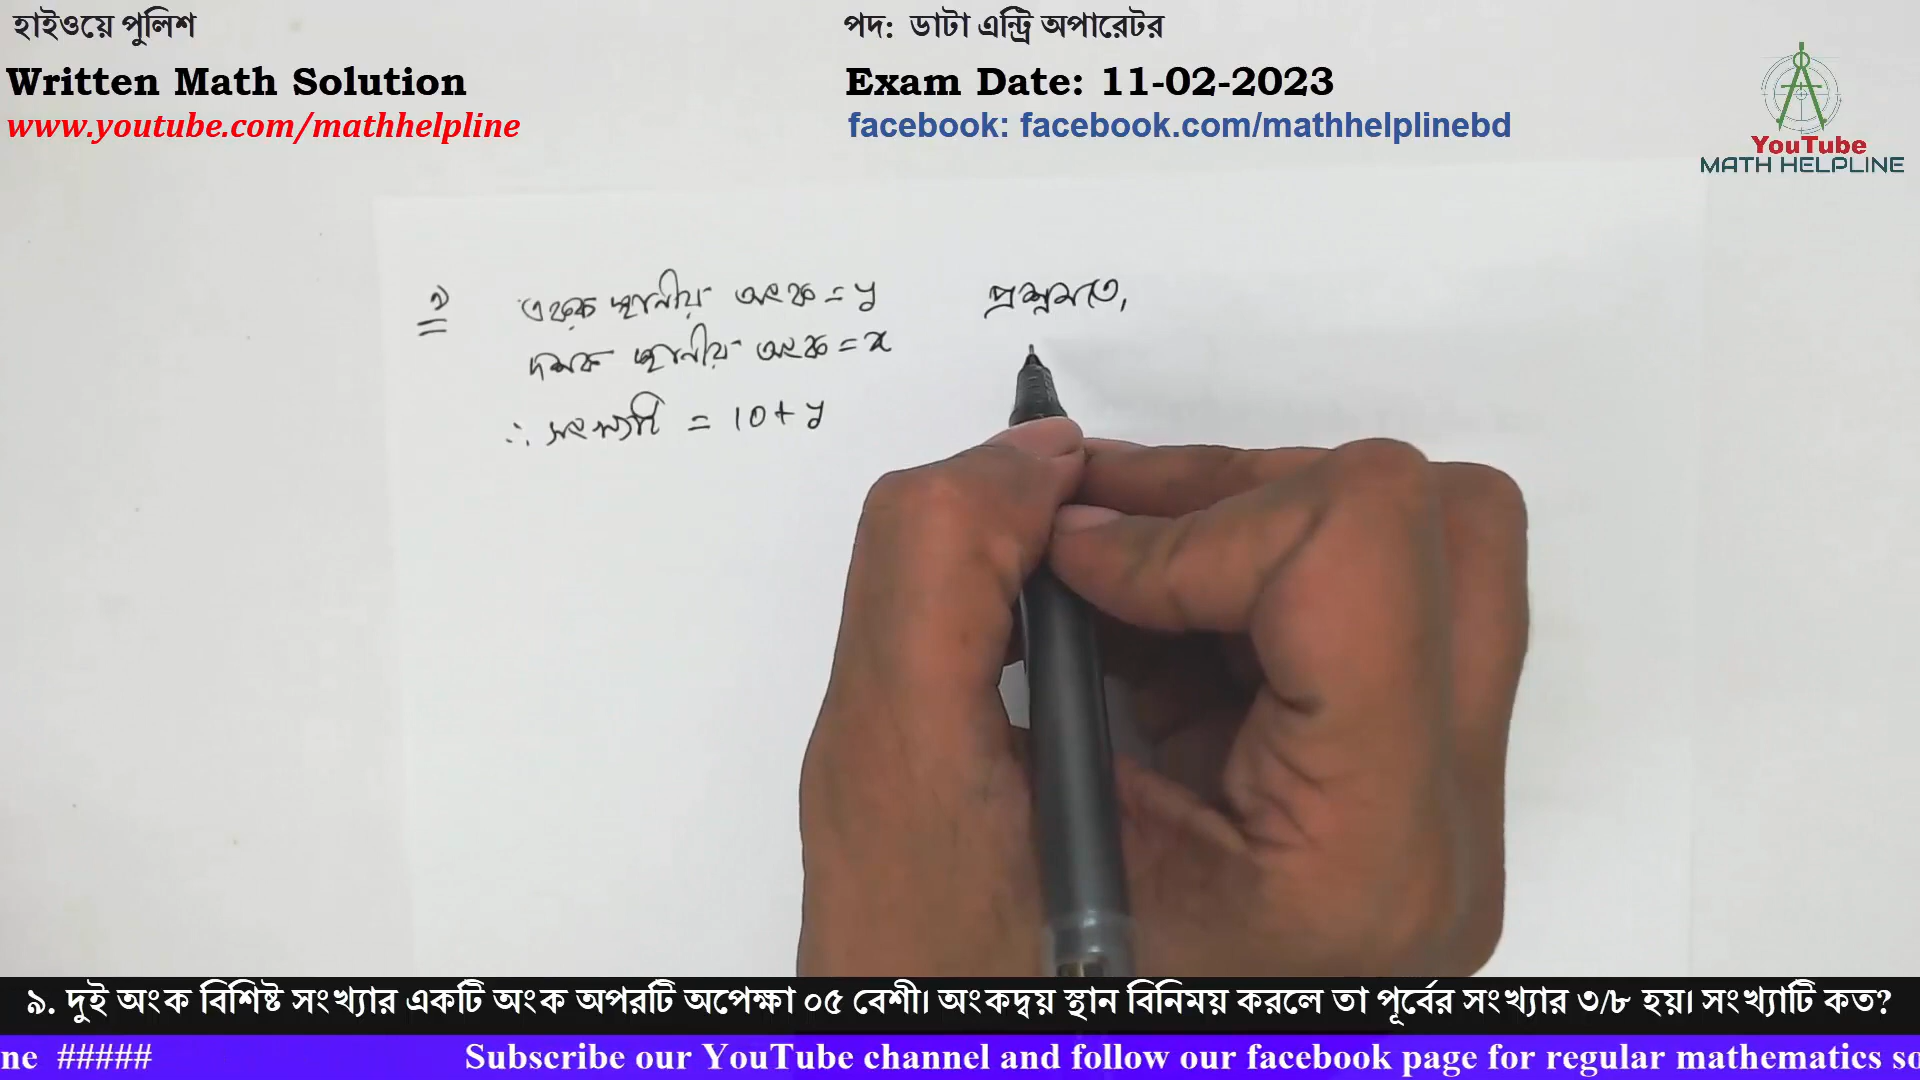 হাইওয়ে পুলিশ
পদ: ডাটা এন্ট্রি অপারেটর
Written Math Solution
Exam Date: 11-02-2023
www.youtube.com/mathhelpline
facebook: facebook.com/mathhelplinebd
YouTube
MATH HELPLINE
৯
একক স্থানীয় অংক = y
দশক স্থানীয় অংক = x
∴ সংখ্যাটি = 10 + y
প্রশ্নমতে,
৯. দুই অংক বিশিষ্ট সংখ্যার একটি অংক অপরটি অপেক্ষা ০৫ বেশী। অংকদ্বয় স্থান বিনিময় করলে তা পূর্বের সংখ্যার ৩/৮ হয়। সংখ্যাটি কত?
ne ##### Subscribe our YouTube channel and follow our facebook page for regular mathematics so